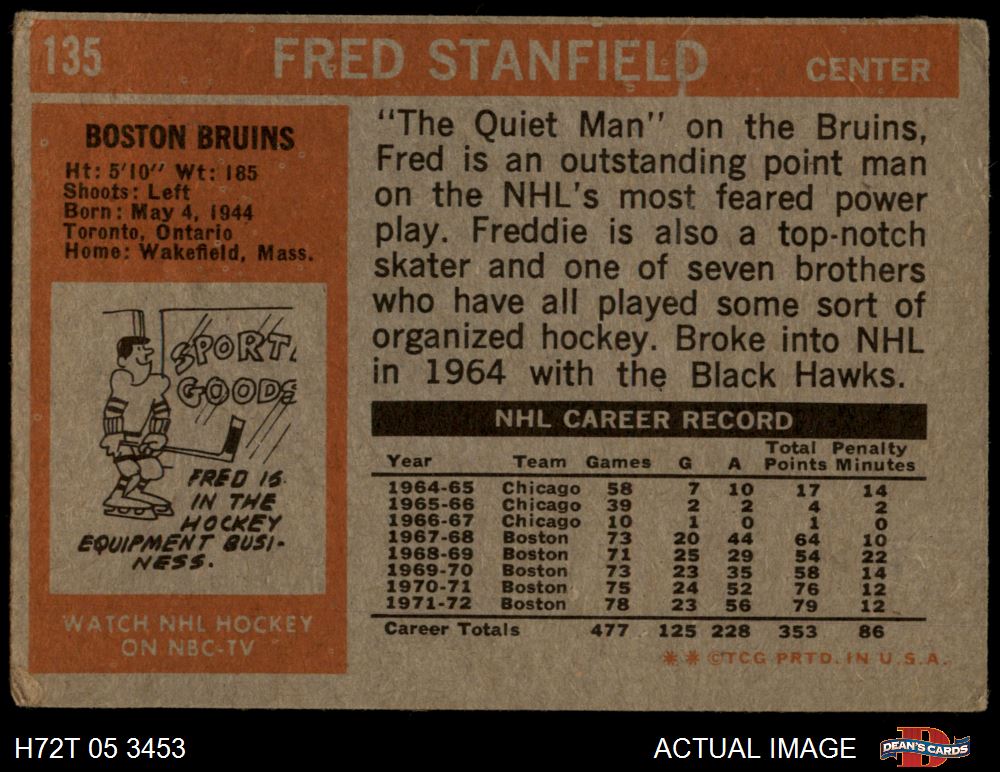 135 FRED STANFIELD CENTER
BOSTON BRUINS
Ht: 5'10" Wt: 185
Shoots: Left
Born: May 4, 1944
Toronto, Ontario
Home: Wakefield, Mass.
SPORT
GOODS
FRED IS
IN THE
HOCKEY
EQUIPMENT BUSI-
NESS.
WATCH NHL HOCKEY
ON NBC-TV
"The Quiet Man" on the Bruins,
Fred is an outstanding point man
on the NHL's most feared power
play. Freddie is also a top-notch
skater and one of seven brothers
who have all played some sort of
organized hockey. Broke into NHL
in 1964 with the Black Hawks.
NHL CAREER RECORD
Year Team Games G A Total Points Penalty Minutes
1964-65 Chicago 58 7 10 17 14
1965-66 Chicago 39 2 2 4 2
1966-67 Chicago 10 1 0 1 0
1967-68 Boston 73 20 44 64 10
1968-69 Boston 71 25 29 54 22
1969-70 Boston 73 23 35 58 14
1970-71 Boston 75 24 52 76 12
1971-72 Boston 78 23 56 79 12
Career Totals 477 125 228 353 86
**©TCG PRTD. IN U.S.A.
H72T 05 3453 ACTUAL IMAGE DEAN'S CARDS